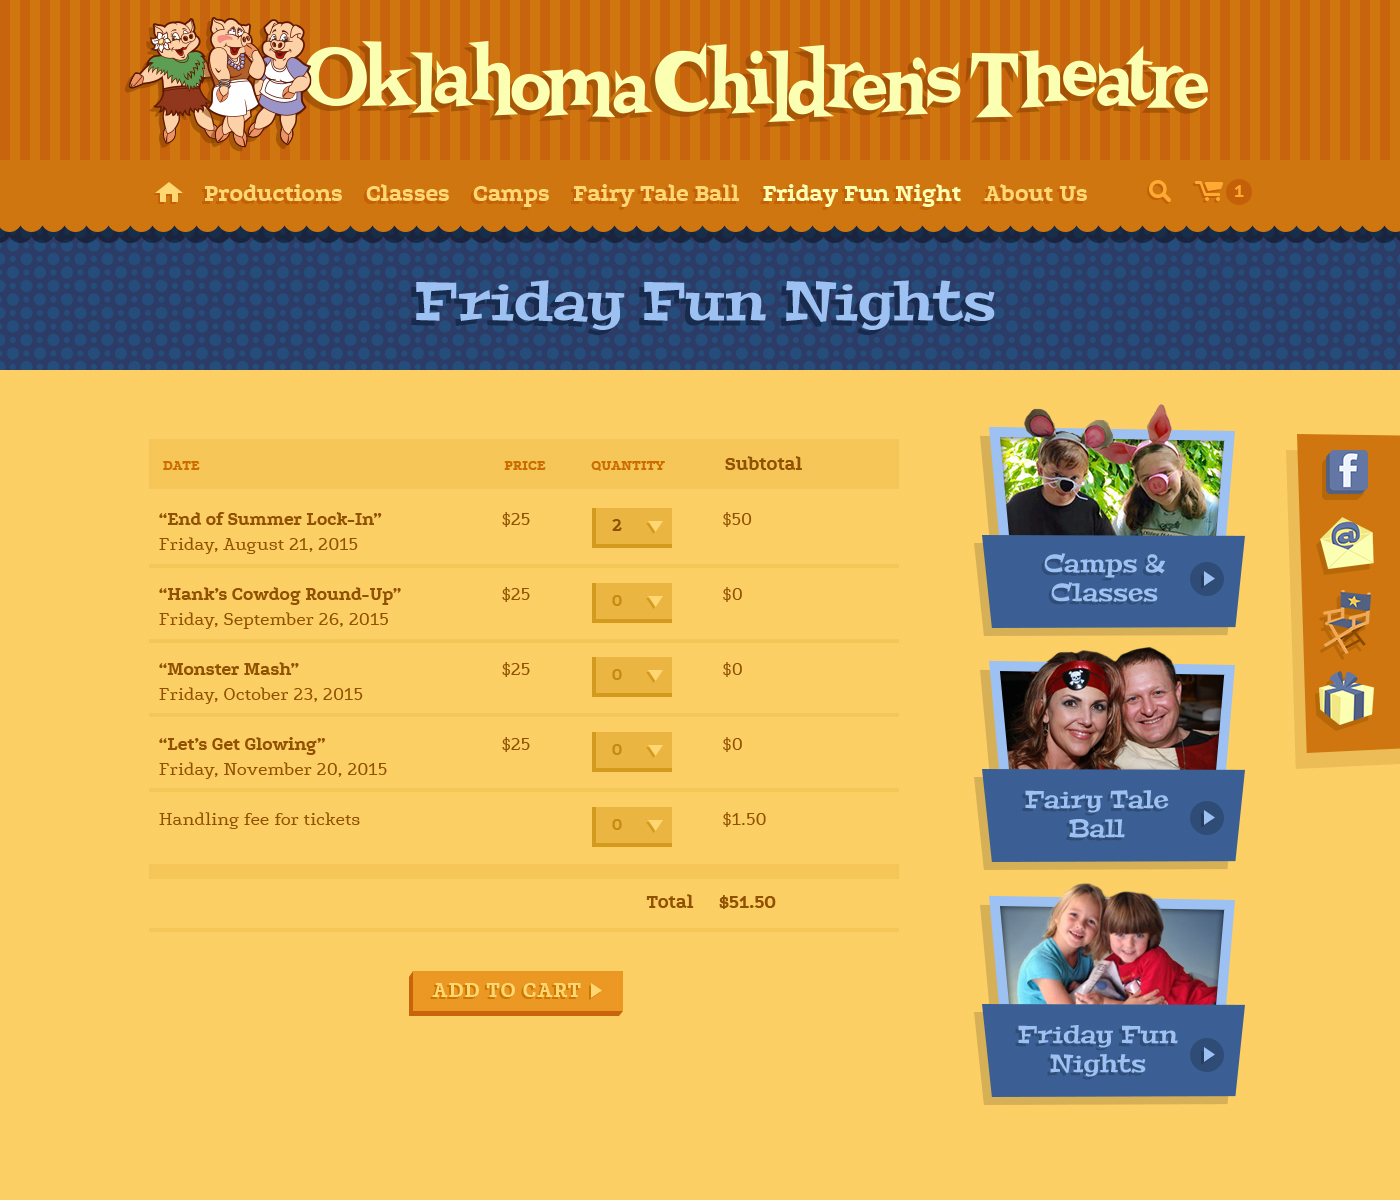 Oklahoma Children's Theatre
Productions Classes Camps Fairy Tale Ball Friday Fun Night About Us 1
Friday Fun Nights
DATE PRICE QUANTITY Subtotal
“End of Summer Lock-In” $25 2 $50
Friday, August 21, 2015
“Hank’s Cowdog Round-Up” $25 0 $0
Friday, September 26, 2015
“Monster Mash” $25 0 $0
Friday, October 23, 2015
“Let’s Get Glowing” $25 0 $0
Friday, November 20, 2015
Handling fee for tickets 0 $1.50
Total $51.50
ADD TO CART
Camps &
Classes
Fairy Tale
Ball
Friday Fun
Nights
f
@